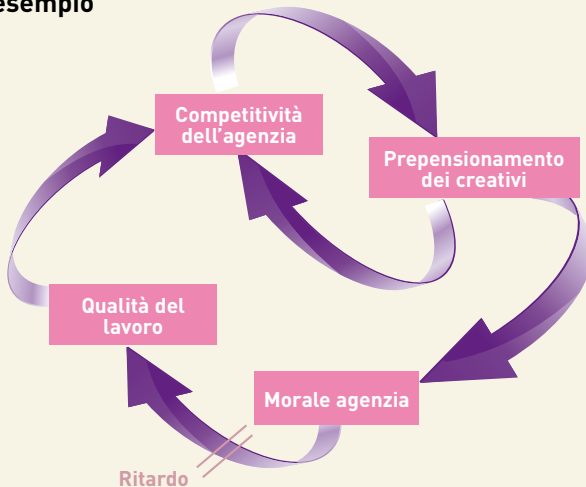 esempio
Competitività
dell'agenzia
Prepensionamento
dei creativi
Qualità del
lavoro
Morale agenzia
Ritardo